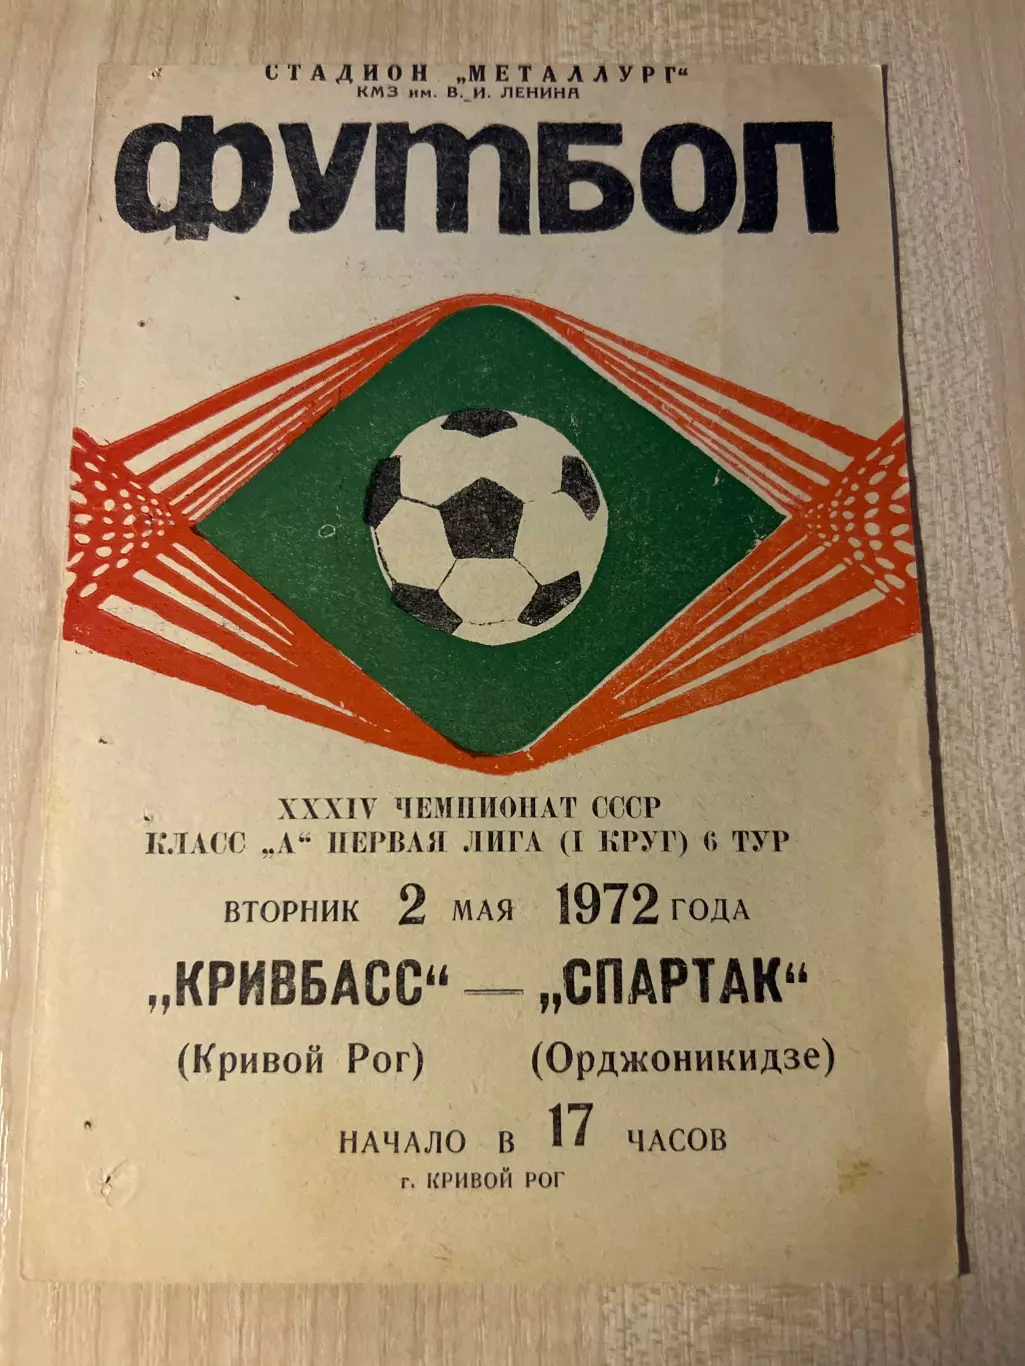 СТАДИОН „МЕТАЛЛУРГ“
КМЗ им. В. И. ЛЕНИНА
ФУТБОЛ
XXXIV ЧЕМПИОНАТ СССР
КЛАСС „А“ ПЕРВАЯ ЛИГА (I КРУГ) 6 ТУР
ВТОРНИК 2 МАЯ 1972 ГОДА
„КРИВБАСС“ — „СПАРТАК“
(Кривой Рог) (Орджоникидзе)
НАЧАЛО В 17 ЧАСОВ
г. КРИВОЙ РОГ